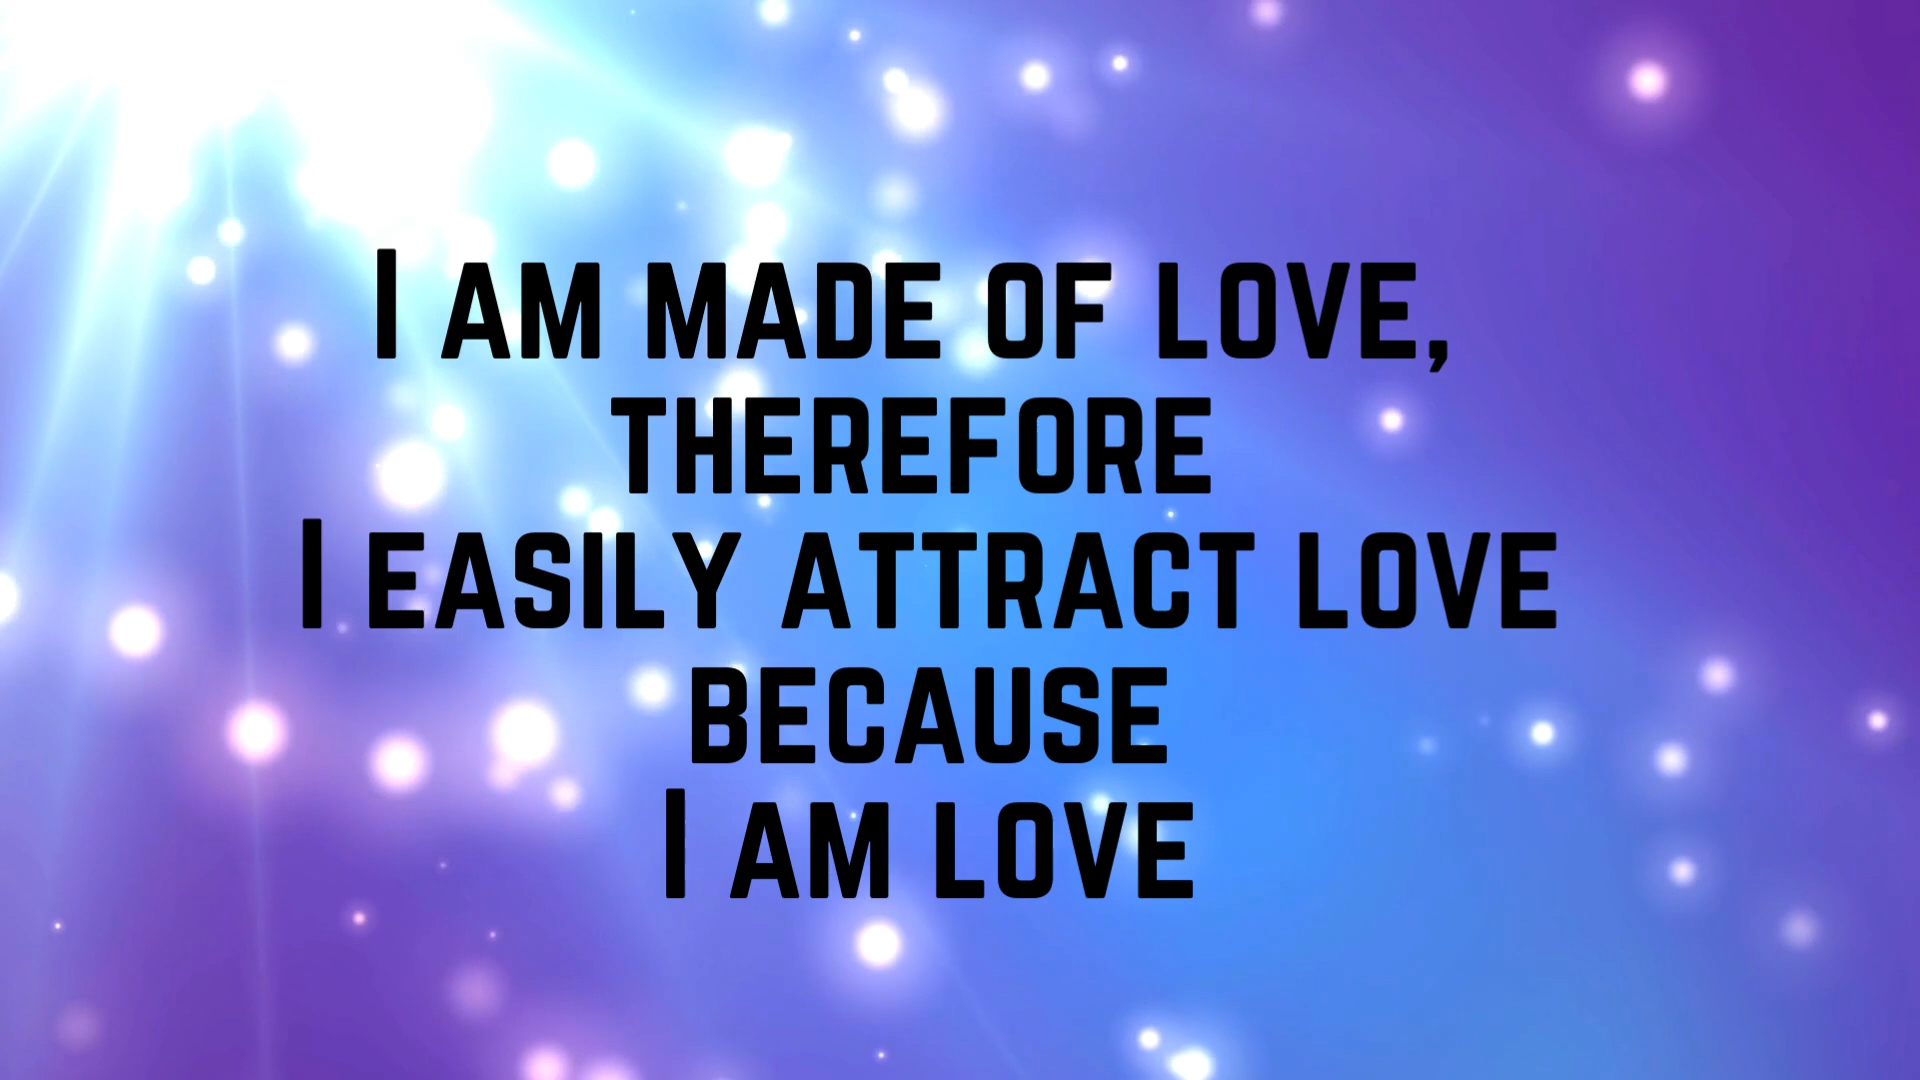 I AM MADE OF LOVE,
THEREFORE
I EASILY ATTRACT LOVE
BECAUSE
I AM LOVE